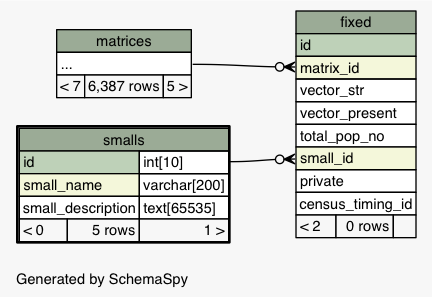 matrices
...
< 7 6,387 rows 5 >
smalls
id int[10]
small_name varchar[200]
small_description text[65535]
< 0 5 rows 1 >
fixed
id
matrix_id
vector_str
vector_present
total_pop_no
small_id
private
census_timing_id
< 2 0 rows
Generated by SchemaSpy